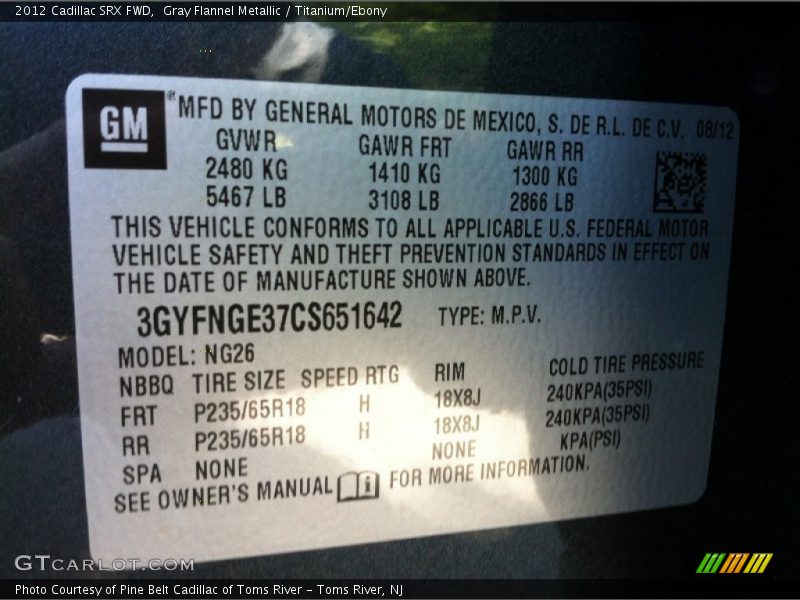 2012 Cadillac SRX FWD,  Gray Flannel Metallic / Titanium/Ebony
GM
® MFD BY GENERAL MOTORS DE MEXICO, S. DE R.L. DE C.V. 08/12
GVWR GAWR FRT GAWR RR
2480 KG 1410 KG 1300 KG
5467 LB 3108 LB 2866 LB
THIS VEHICLE CONFORMS TO ALL APPLICABLE U.S. FEDERAL MOTOR
VEHICLE SAFETY AND THEFT PREVENTION STANDARDS IN EFFECT ON
THE DATE OF MANUFACTURE SHOWN ABOVE.
3GYFNGE37CS651642 TYPE: M.P.V.
MODEL: NG26
NBBQ TIRE SIZE SPEED RTG RIM COLD TIRE PRESSURE
FRT P235/65R18 H 18X8J 240KPA(35PSI)
RR P235/65R18 H 18X8J 240KPA(35PSI)
SPA NONE NONE KPA(PSI)
SEE OWNER'S MANUAL FOR MORE INFORMATION.
GTCARLOT.COM
Photo Courtesy of Pine Belt Cadillac of Toms River - Toms River, NJ